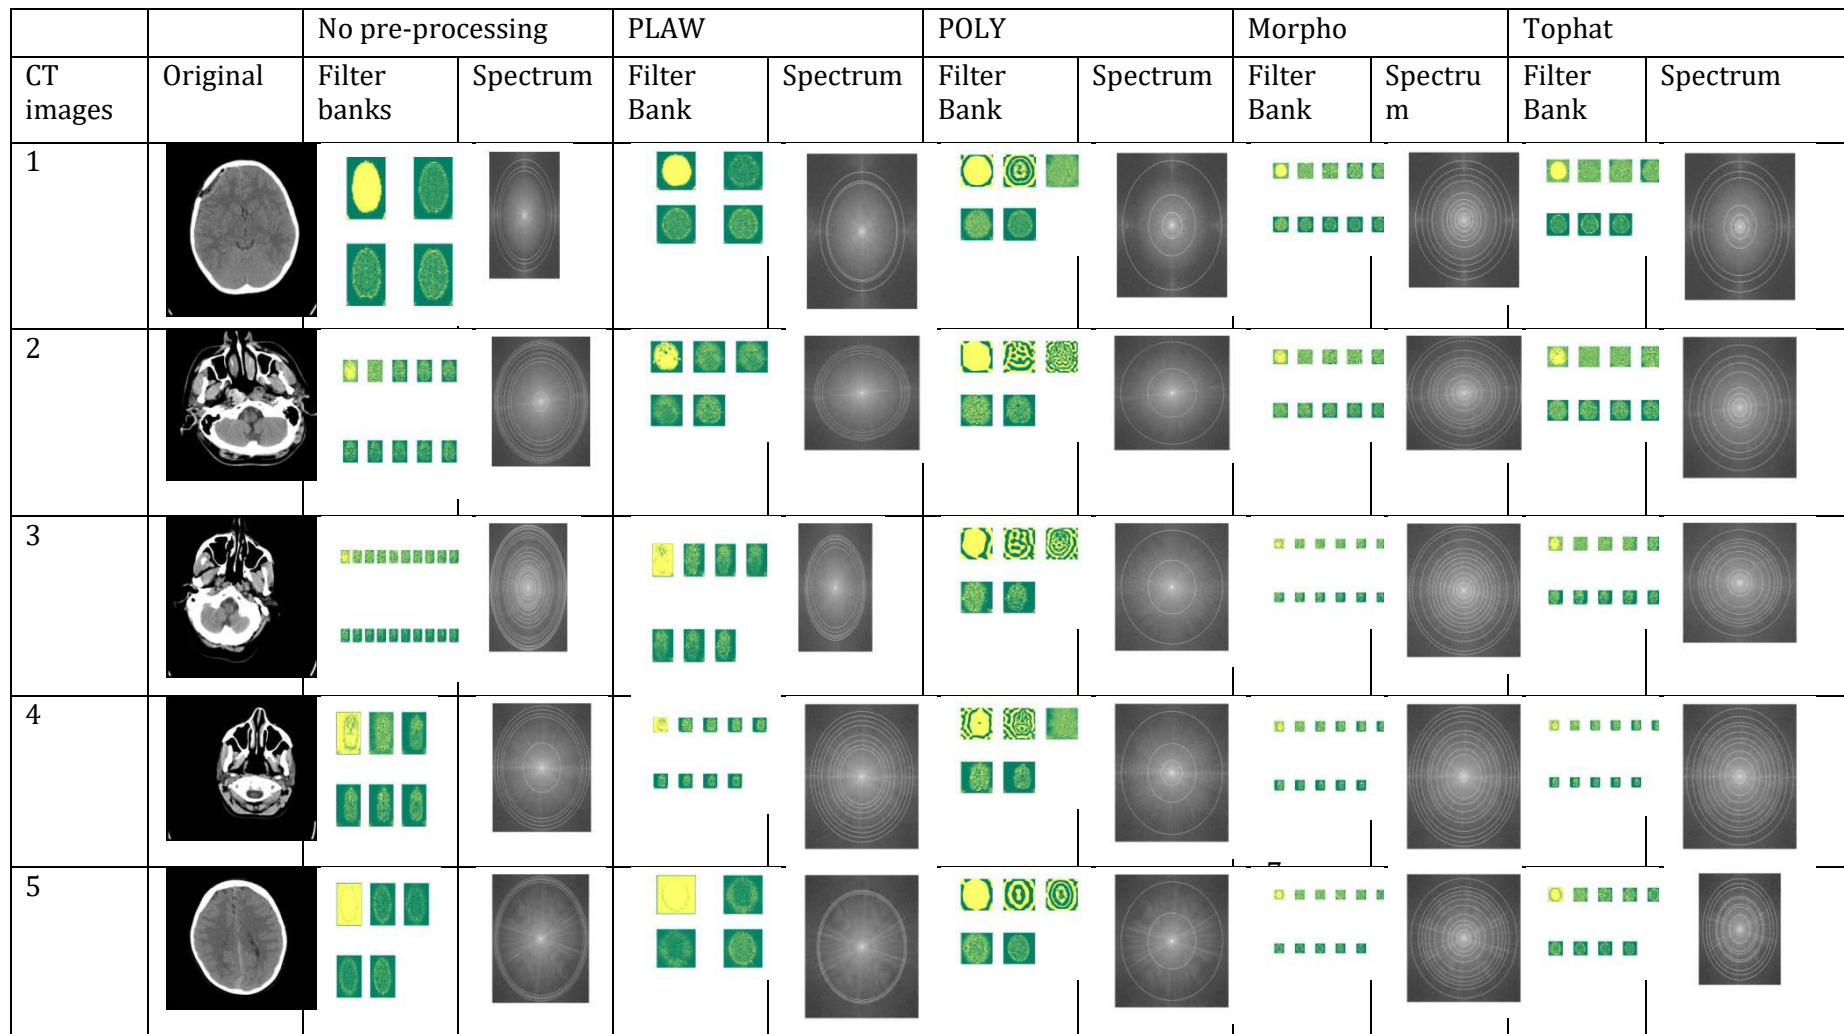 No pre-processing PLAW POLY Morpho Tophat
CT Original Filter Spectrum Filter Spectrum Filter Spectrum Filter Spectru Filter Spectrum
images banks Bank Bank Bank m Bank
1
2
3
4
5